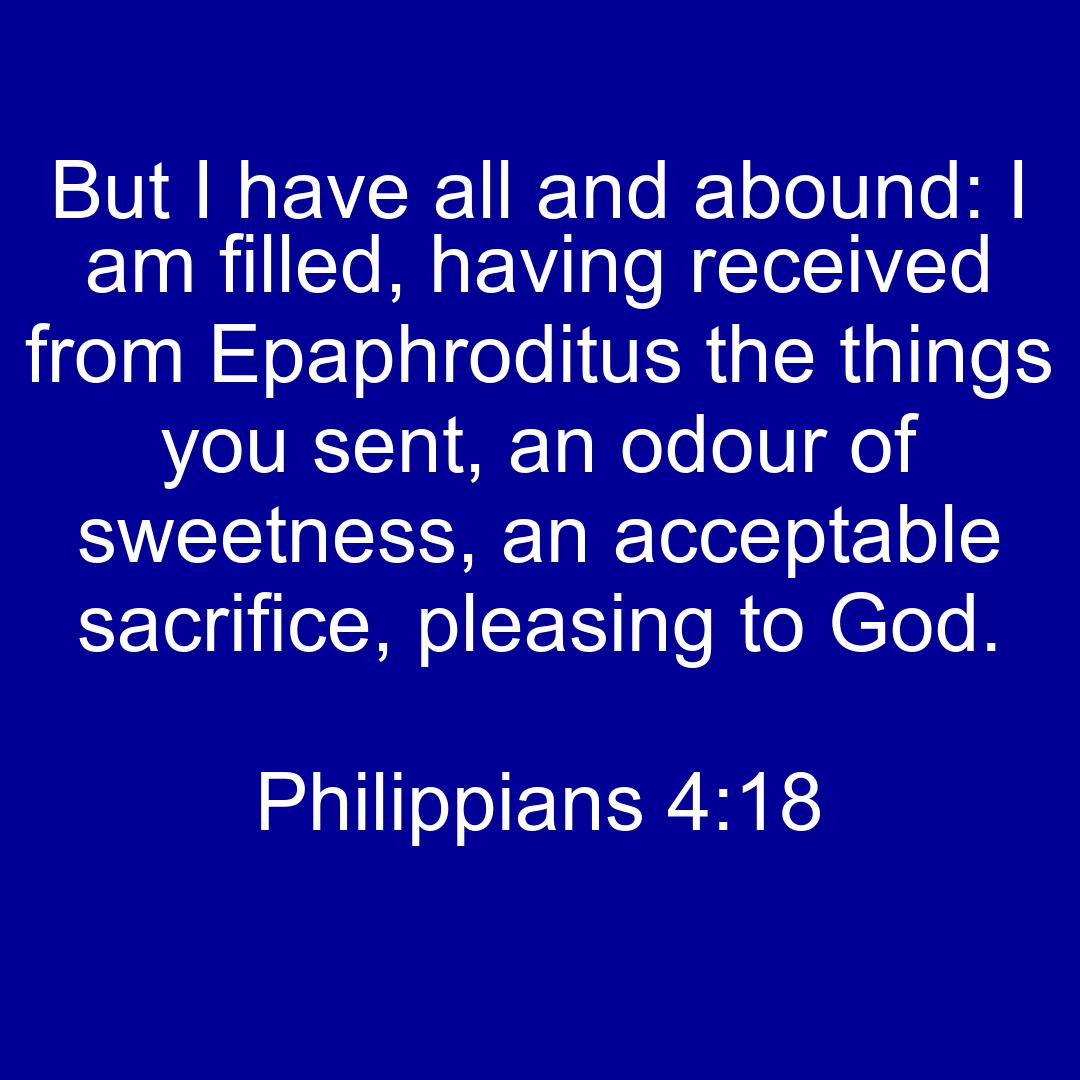 But I have all and abound: I
am filled, having received
from Epaphroditus the things
you sent, an odour of
sweetness, an acceptable
sacrifice, pleasing to God.
Philippians 4:18